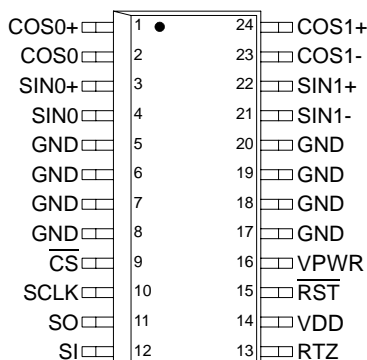 COS0+ 1 24 COS1+
COS0 2 23 COS1-
SIN0+ 3 22 SIN1+
SIN0 4 21 SIN1-
GND 5 20 GND
GND 6 19 GND
GND 7 18 GND
GND 8 17 GND
C̅S̅ 9 16 VPWR
SCLK 10 15 R̅S̅T̅
SO 11 14 VDD
SI 12 13 RTZ